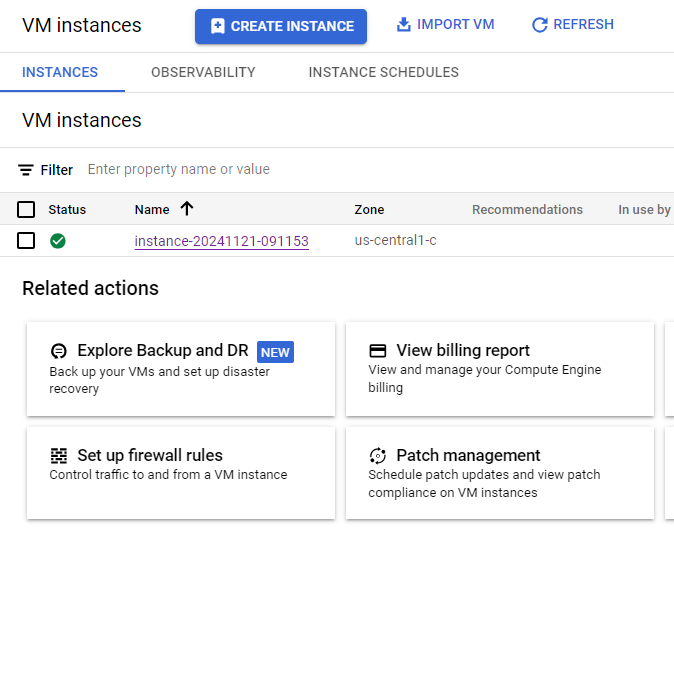 VM instances
CREATE INSTANCE
IMPORT VM
REFRESH
INSTANCES
OBSERVABILITY
INSTANCE SCHEDULES
VM instances
Filter Enter property name or value
Status Name Zone Recommendations In use by
instance-20241121-091153 us-central1-c
Related actions
Explore Backup and DR NEW
Back up your VMs and set up disaster
recovery
View billing report
View and manage your Compute Engine
billing
Set up firewall rules
Control traffic to and from a VM instance
Patch management
Schedule patch updates and view patch
compliance on VM instances